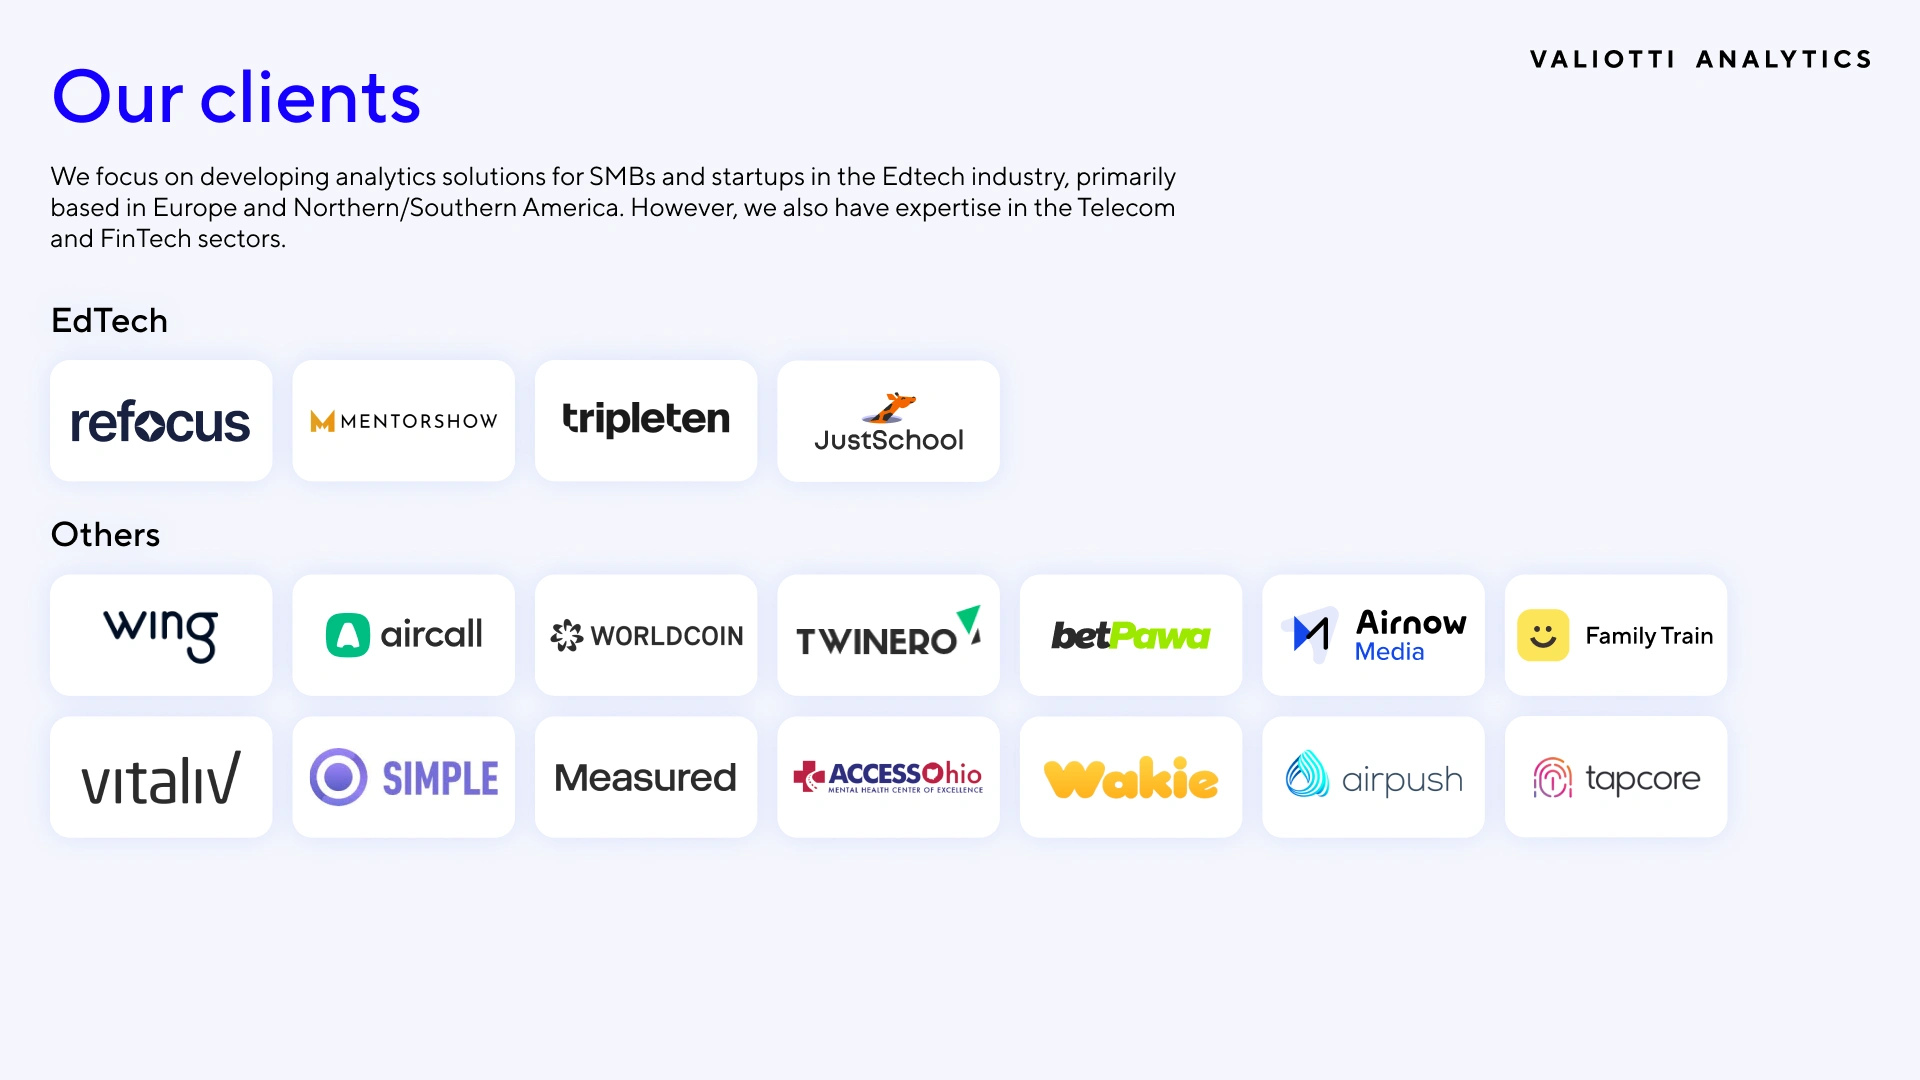 VALIOTTI ANALYTICS
Our clients
We focus on developing analytics solutions for SMBs and startups in the Edtech industry, primarily
based in Europe and Northern/Southern America. However, we also have expertise in the Telecom
and FinTech sectors.
EdTech
refocus
MENTORSHOW
tripleten
JustSchool
Others
wing
aircall
WORLDCOIN
TWINERO
betPawa
Airnow
Media
Family Train
vitaliv
SIMPLE
Measured
ACCESSOhio
MENTAL HEALTH CENTER OF EXCELLENCE
Wakie
airpush
tapcore